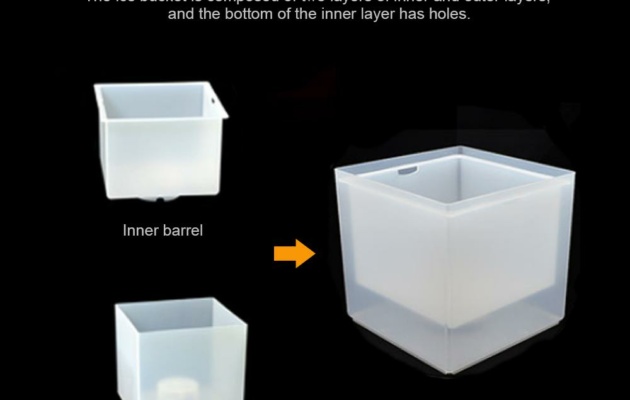 The ice bucket is composed of two layers of inner and outer layers,
and the bottom of the inner layer has holes.
Inner barrel